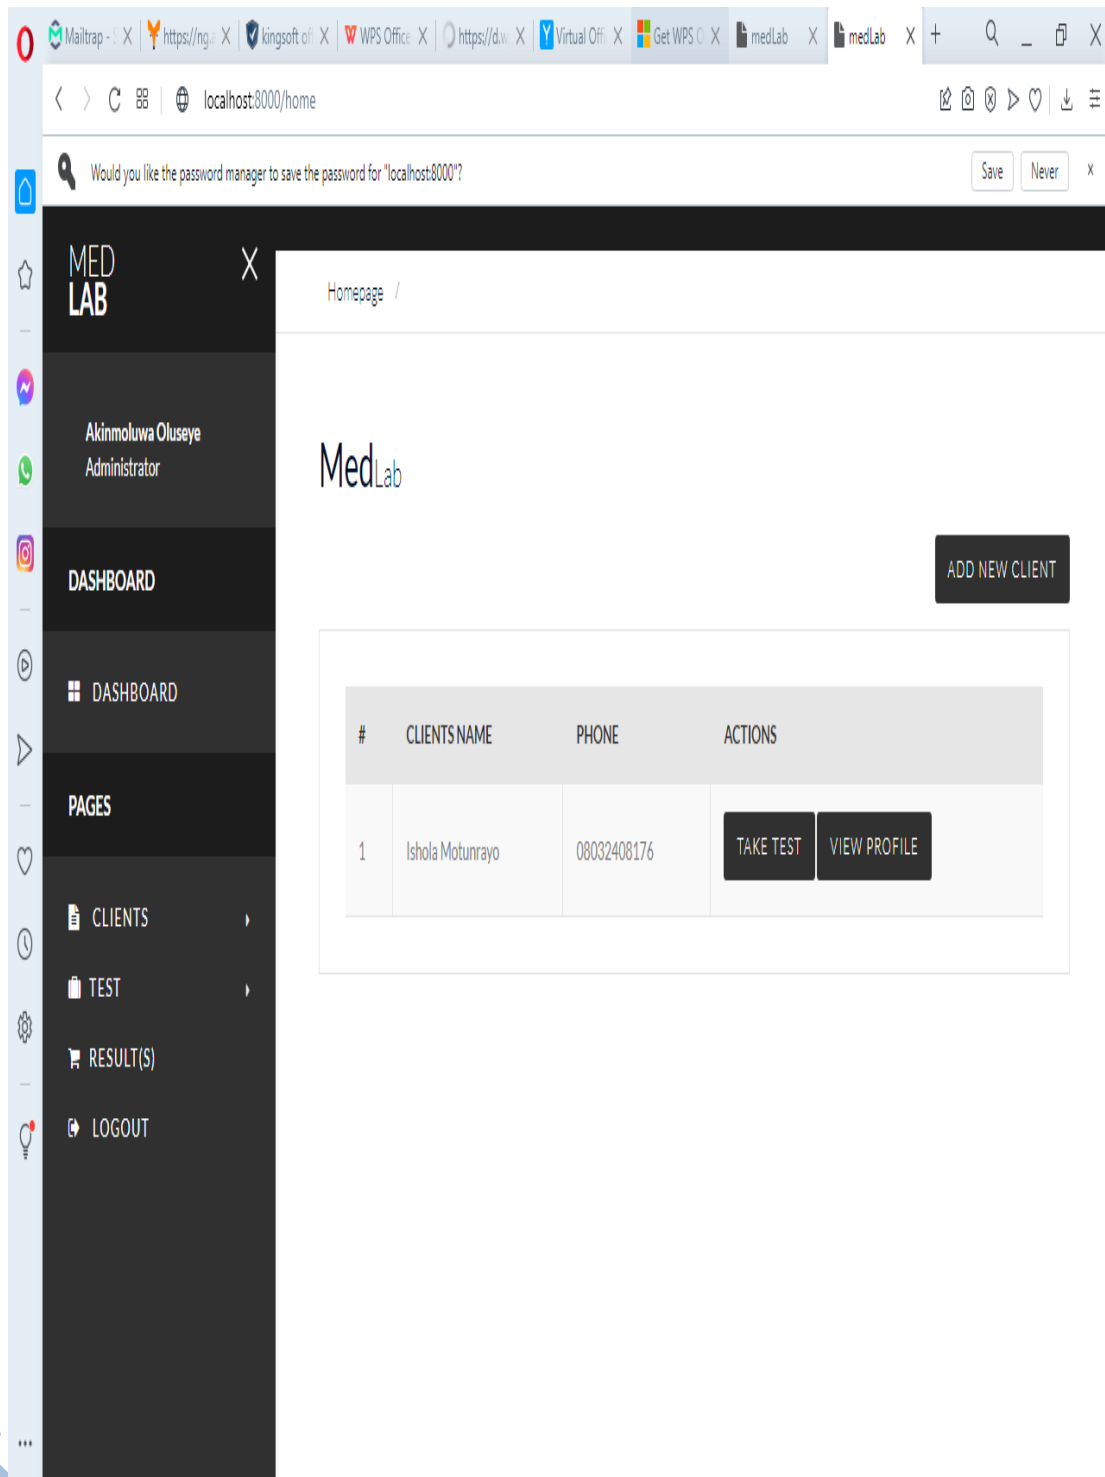 Mailtrap - S
https://ng.
kingsoft off
WPS Office
https://d.w
Virtual Offi
Get WPS O
medLab
medLab
localhost:8000/home
Would you like the password manager to save the password for "localhost:8000"?
Save
Never
MED
LAB
Homepage /
Akinmoluwa Oluseye
Administrator
MedLab
ADD NEW CLIENT
DASHBOARD
DASHBOARD
PAGES
CLIENTS
TEST
RESULT(S)
LOGOUT
# CLIENTS NAME PHONE ACTIONS
1 Ishola Motunrayo 08032408176 TAKE TEST VIEW PROFILE